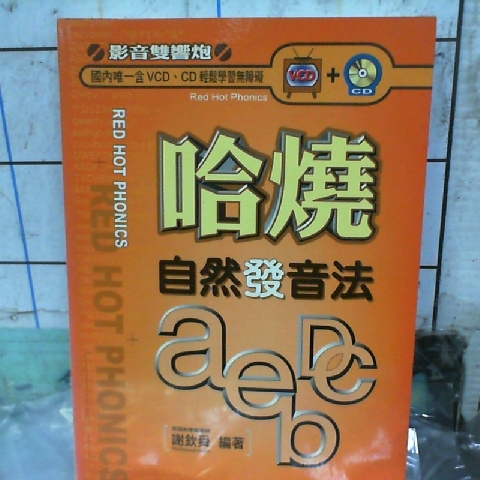 影音雙響炮
國內唯一含VCD、CD輕鬆學習無障礙
VCD + CD
Red Hot Phonics
RED HOT PHONICS
RED HOT PHONICS
哈燒
自然發音法
a e D c b
謝欽舜 編著